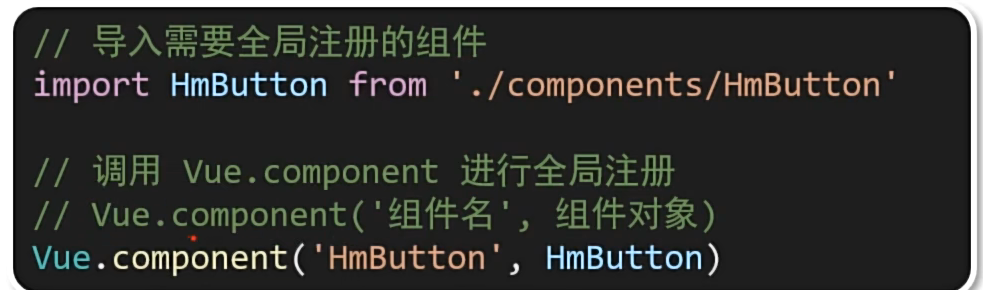 // 导入需要全局注册的组件
import HmButton from './components/HmButton'
// 调用 Vue.component 进行全局注册
// Vue.component('组件名', 组件对象)
Vue.component('HmButton', HmButton)